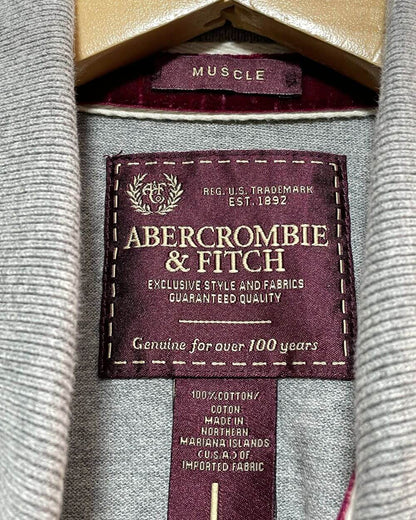 MUSCLE
A&F
REG. U.S. TRADEMARK
EST. 1892
ABERCROMBIE
& FITCH
EXCLUSIVE STYLE AND FABRICS
GUARANTEED QUALITY
Genuine for over 100 years
100% COTTON/
COTON
MADE IN
NORTHERN
MARIANA ISLANDS
(U.S.A.) OF
IMPORTED FABRIC
L